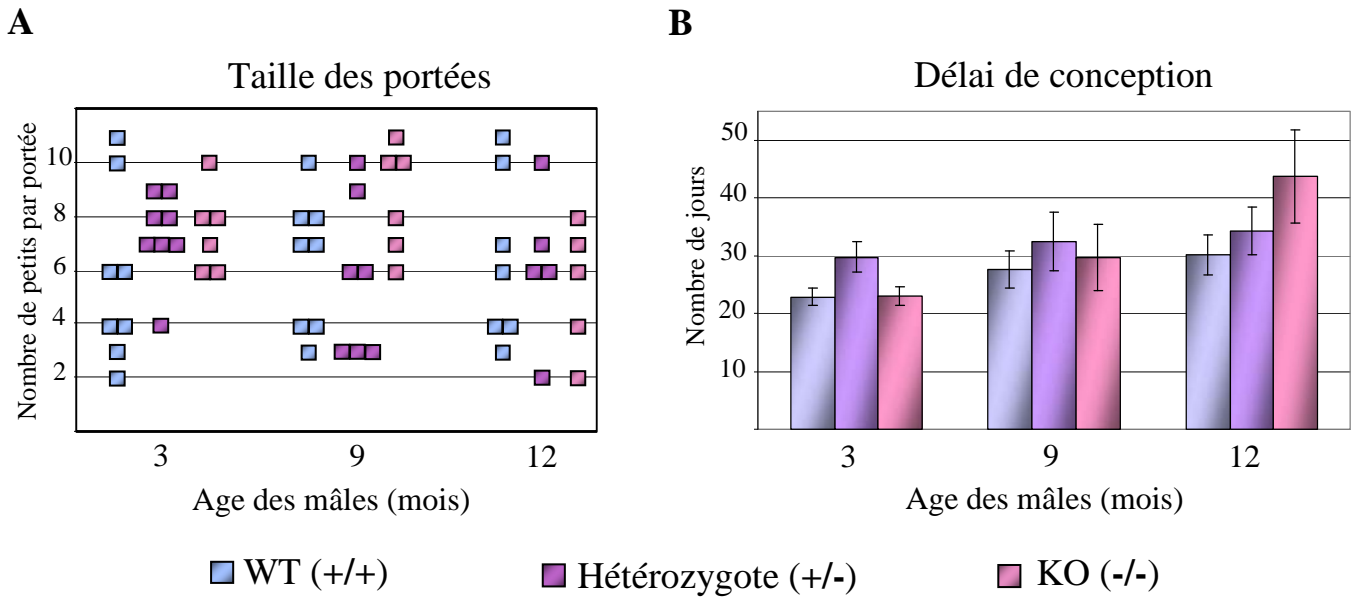 A
Taille des portées
Nombre de petits par portée
10
8
6
4
2
3 9 12
Age des mâles (mois)
B
Délai de conception
Nombre de jours
50
40
30
20
10
3 9 12
Age des mâles (mois)
WT (+/+) Hétérozygote (+/-) KO (-/-)